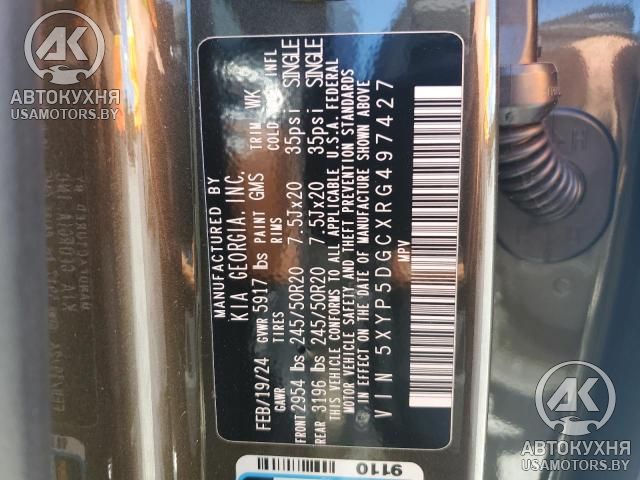 MANUFACTURED BY
KIA GEORGIA, INC.
FEB/19/24 GVWR 5917 lbs PAINT GMS TRIM WK
GAWR TIRES RIMS COLD INFL
FRONT 2954 lbs 245/50R20 7.5Jx20 35psi SINGLE
REAR 3196 lbs 245/50R20 7.5Jx20 35psi SINGLE
THIS VEHICLE CONFORMS TO ALL APPLICABLE U.S.A. FEDERAL
MOTOR VEHICLE SAFETY AND THEFT PREVENTION STANDARDS
IN EFFECT ON THE DATE OF MANUFACTURE SHOWN ABOVE
VIN 5XYP5DGCXRG497427
MPV
9110
АК
АВТОКУХНЯ
USAMOTORS.BY
АК
АВТОКУХНЯ
USAMOTORS.BY